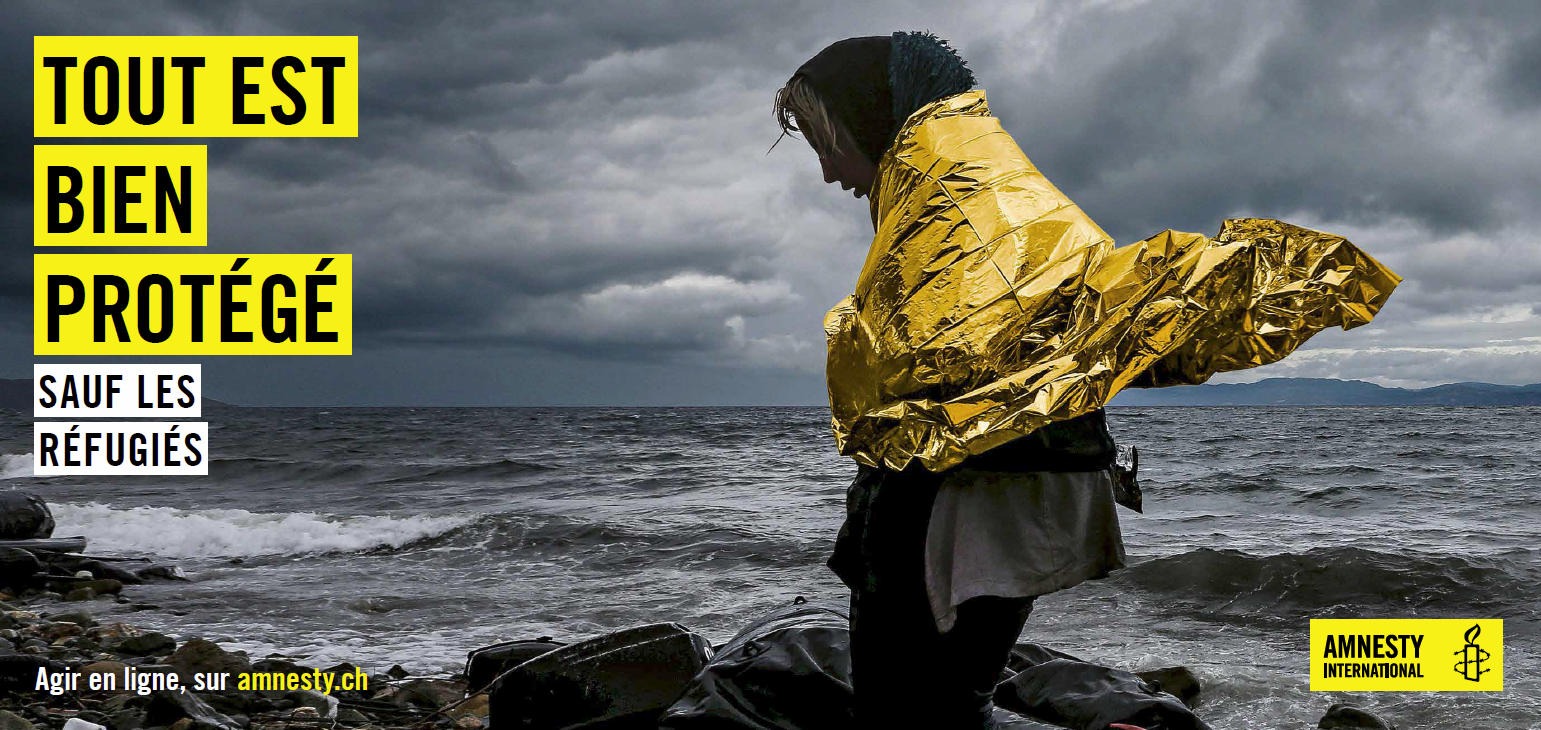 TOUT EST
BIEN
PROTÉGÉ
SAUF LES
RÉFUGIÉS
Agir en ligne, sur amnesty.ch
AMNESTY
INTERNATIONAL